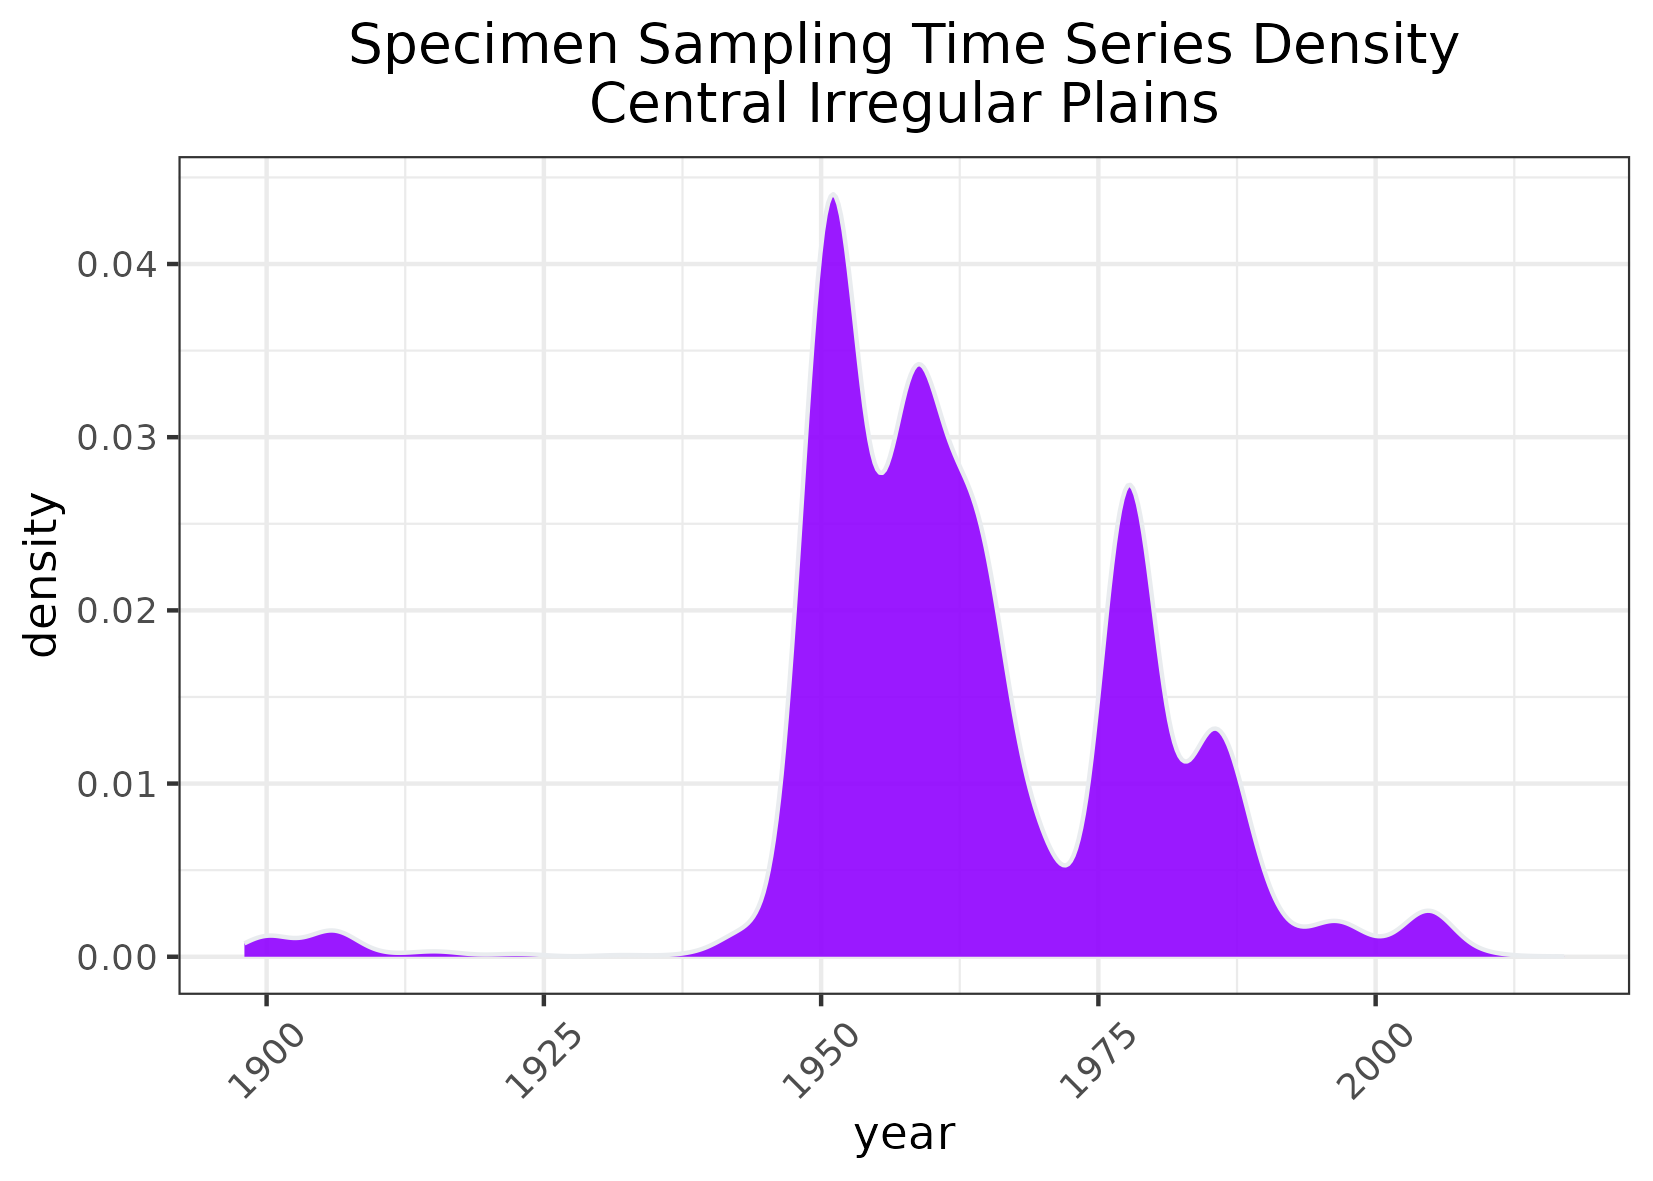 Specimen Sampling Time Series Density
Central Irregular Plains
density
0.04
0.03
0.02
0.01
0.00
1900
1925
1950
1975
2000
year